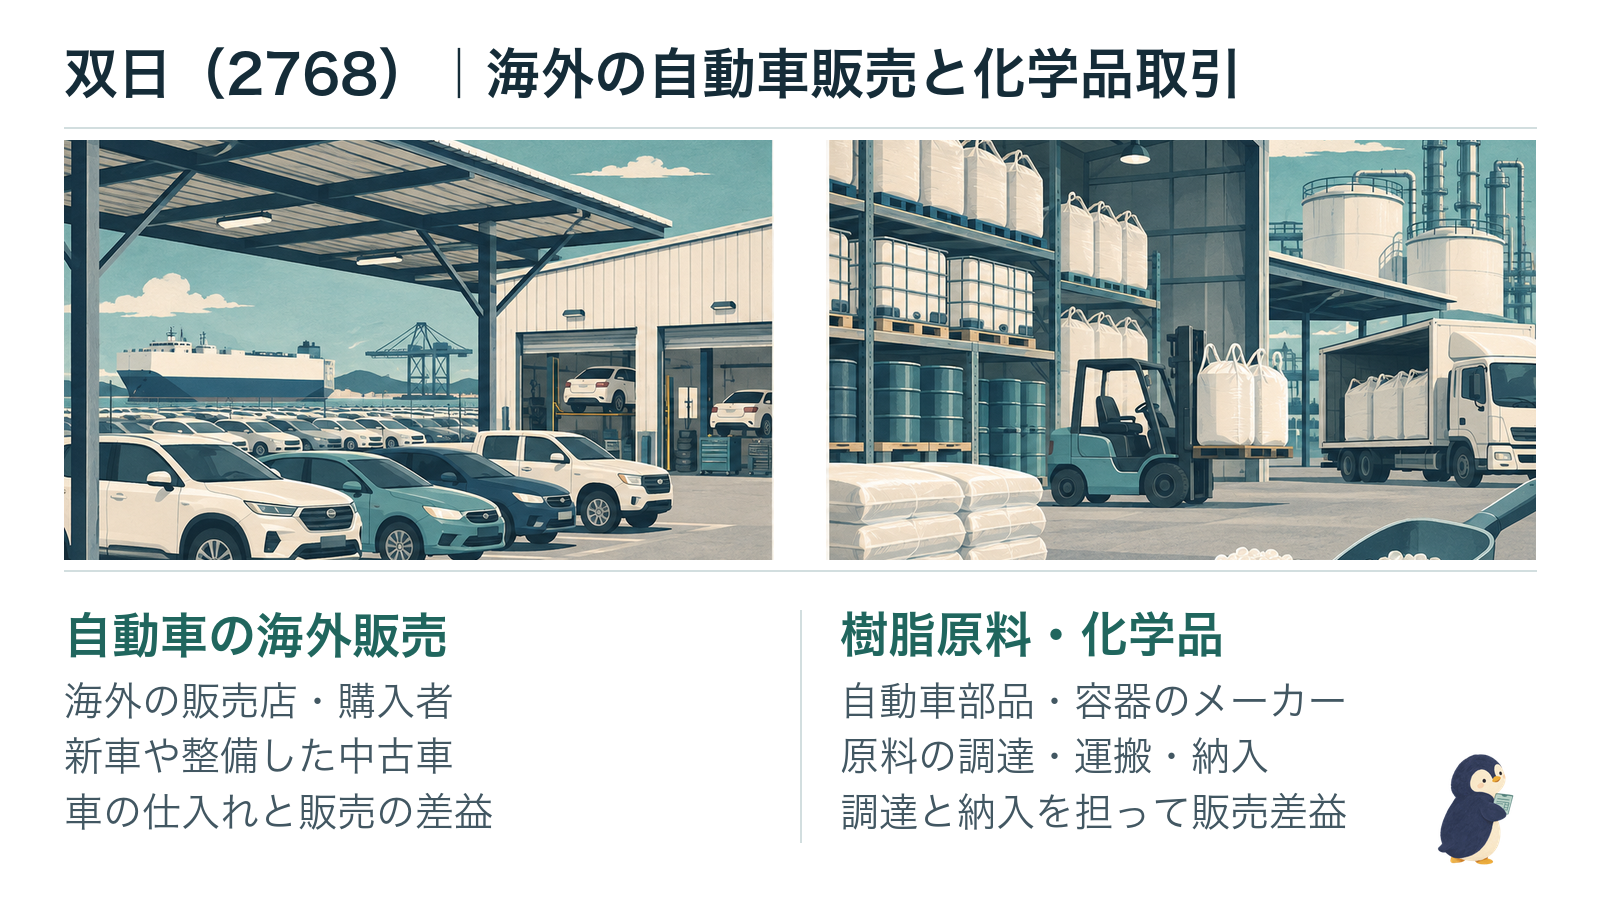 双日（2768）｜海外の自動車販売と化学品取引
自動車の海外販売
海外の販売店・購入者
新車や整備した中古車
車の仕入れと販売の差益
樹脂原料・化学品
自動車部品・容器のメーカー
原料の調達・運搬・納入
調達と納入を担って販売差益